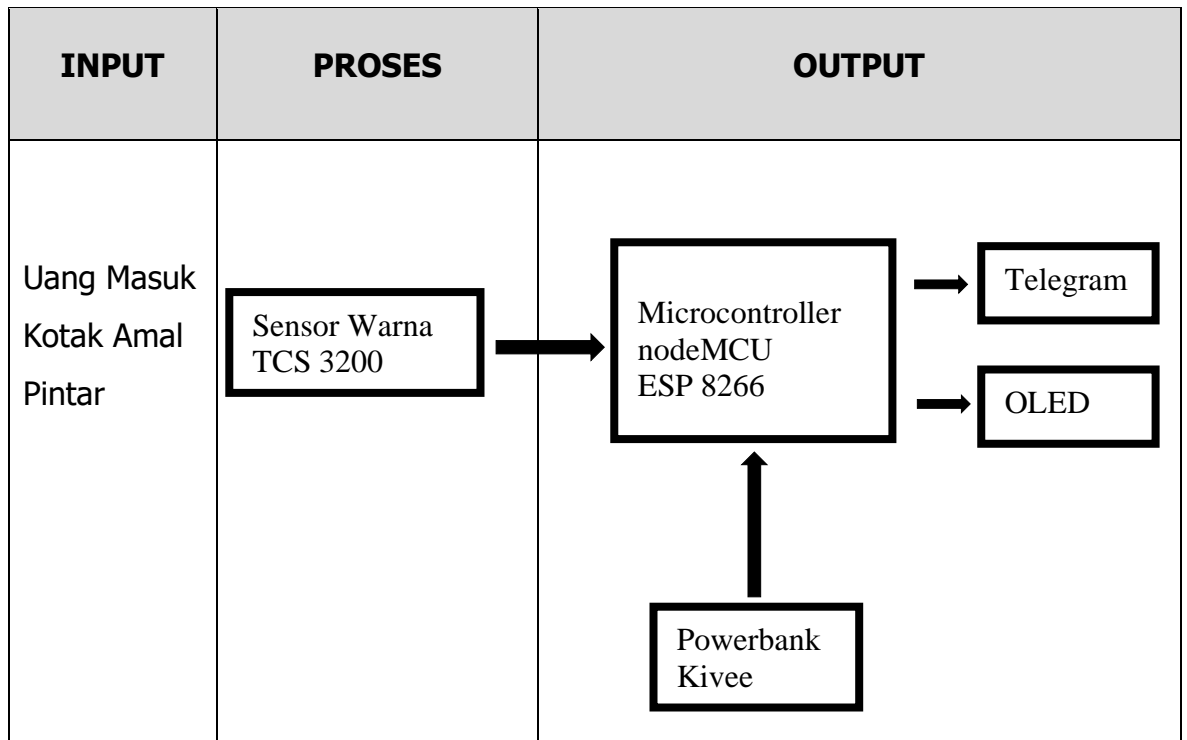 INPUT
PROSES
OUTPUT
Uang Masuk
Kotak Amal
Pintar
Sensor Warna
TCS 3200
Microcontroller
nodeMCU
ESP 8266
Telegram
OLED
Powerbank
Kivee